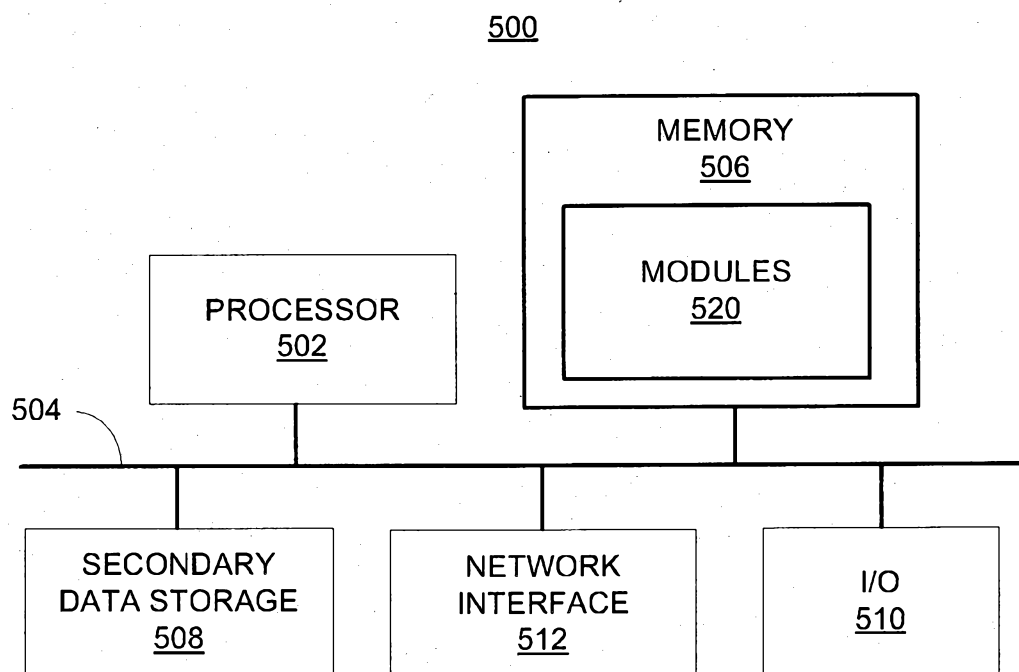 500
MEMORY
506
MODULES
520
PROCESSOR
502
504
SECONDARY
DATA STORAGE
508
NETWORK
INTERFACE
512
I/O
510